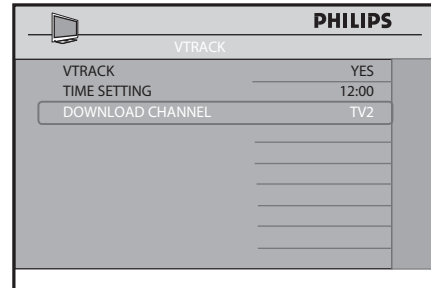 PHILIPS
VTRACK
VTRACK YES
TIME SETTING 12:00
DOWNLOAD CHANNEL TV2